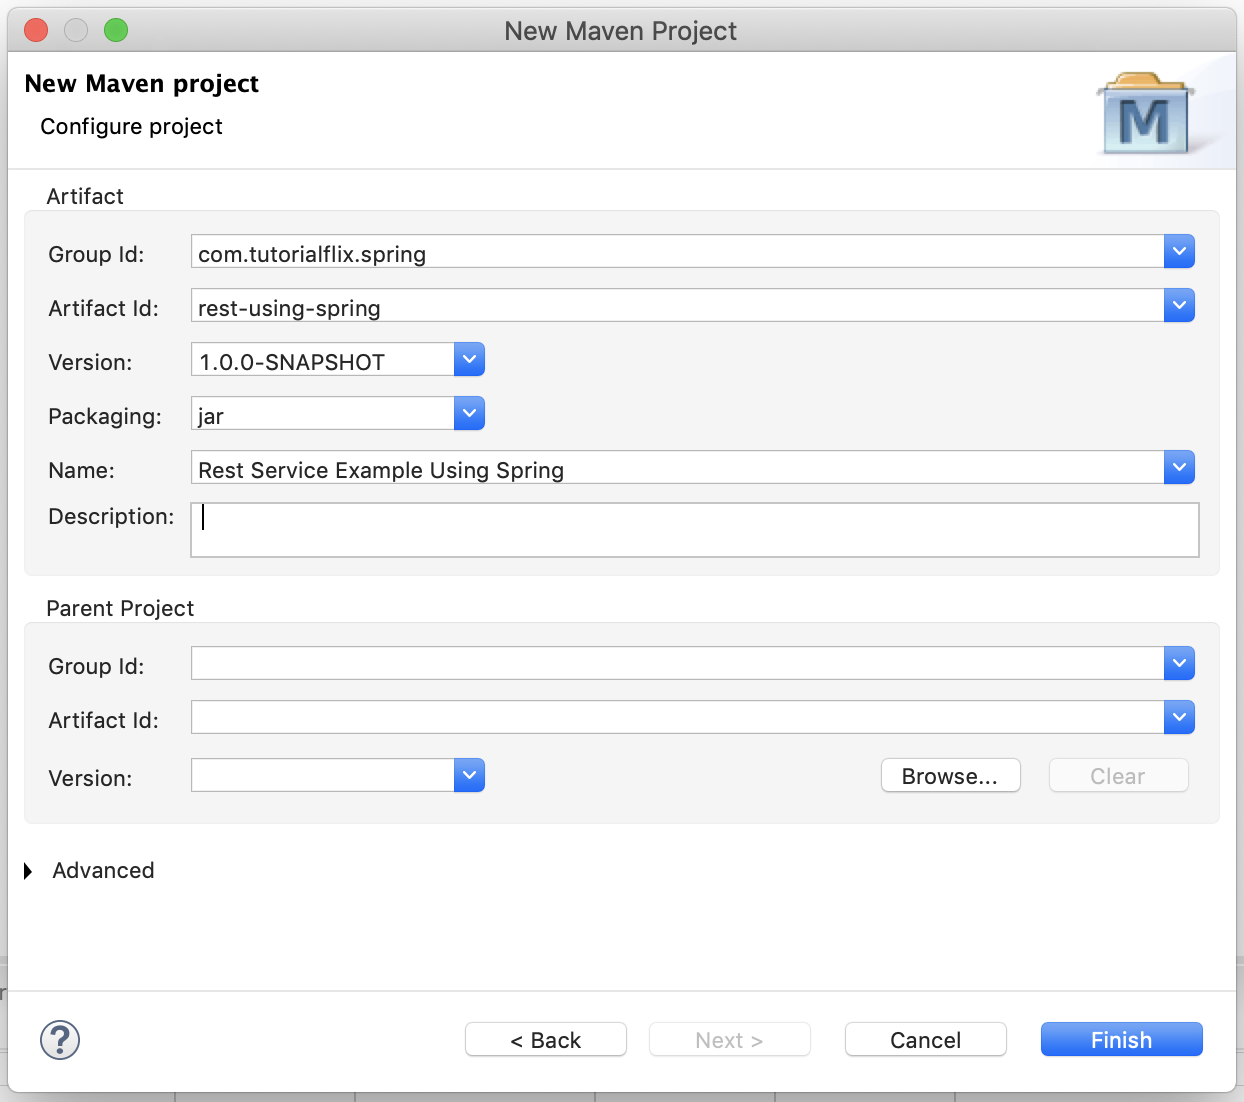 New Maven Project
New Maven project
Configure project
M
Artifact
Group Id: com.tutorialflix.spring
Artifact Id: rest-using-spring
Version: 1.0.0-SNAPSHOT
Packaging: jar
Name: Rest Service Example Using Spring
Description:
Parent Project
Group Id:
Artifact Id:
Version: Browse... Clear
Advanced
? < Back Next > Cancel Finish